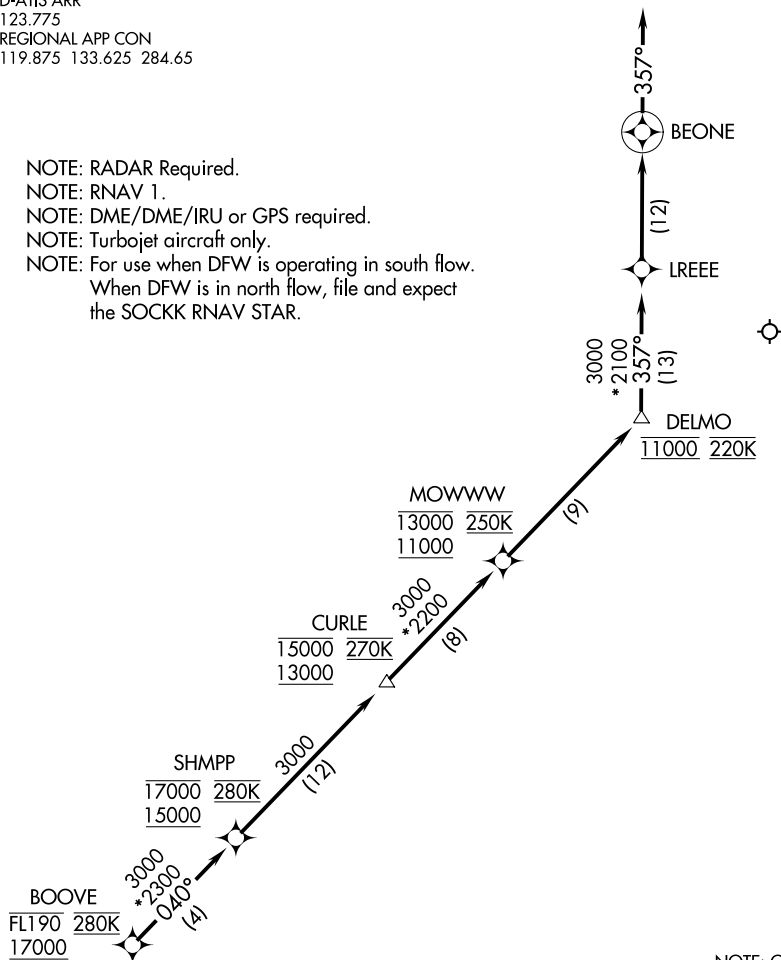 D-ATIS ARR
123.775
REGIONAL APP CON
119.875 133.625 284.65
NOTE: RADAR Required.
NOTE: RNAV 1.
NOTE: DME/DME/IRU or GPS required.
NOTE: Turbojet aircraft only.
NOTE: For use when DFW is operating in south flow.
When DFW is in north flow, file and expect
the SOCKK RNAV STAR.
357°
BEONE
(12)
LREEE
3000
*2100
357°
(13)
DELMO
11000 220K
(9)
MOWWW
13000 250K
11000
3000
*2200
(8)
CURLE
15000 270K
13000
3000
(12)
SHMPP
17000 280K
15000
3000
*2300
040°
(4)
BOOVE
FL190 280K
17000